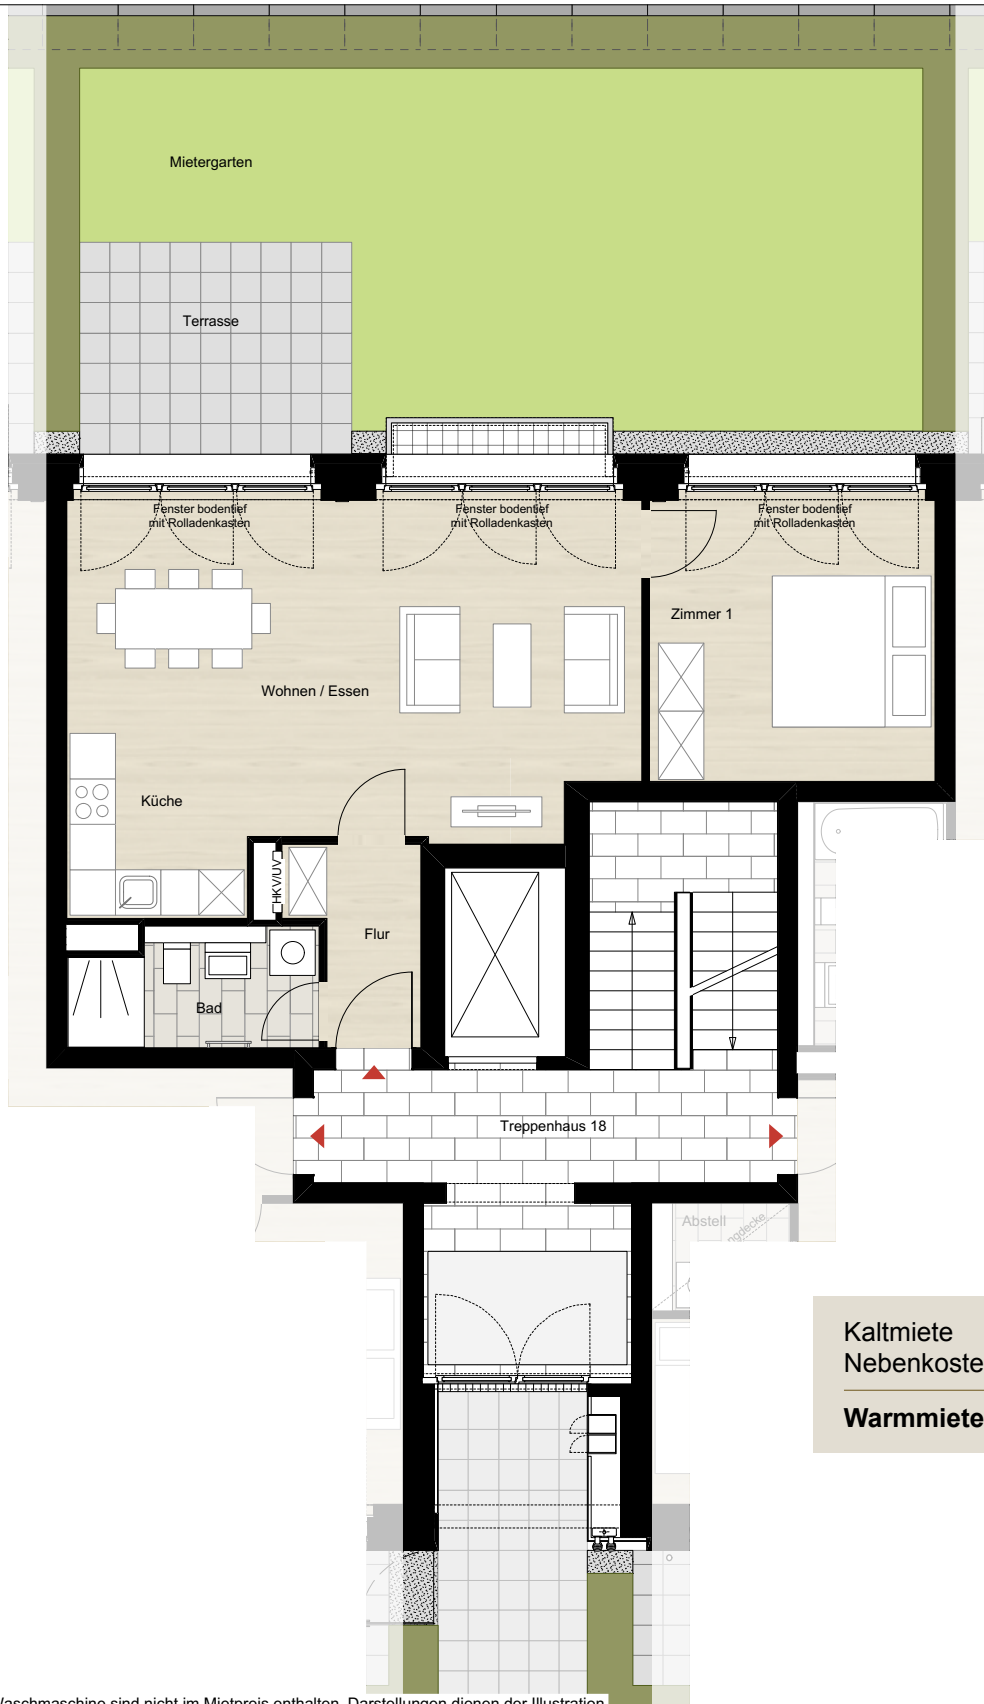 Mietergarten
Terrasse
Fenster bodentief
mit Rolladenkasten
Fenster bodentief
mit Rolladenkasten
Fenster bodentief
mit Rolladenkasten
Zimmer 1
Wohnen / Essen
Küche
HKV/UV
Flur
Bad
Treppenhaus 18
Abstell
ngdecke
Kaltmiete
Nebenkoste
Warmmiete
Waschmaschine sind nicht im Mietpreis enthalten. Darstellungen dienen der Illustration